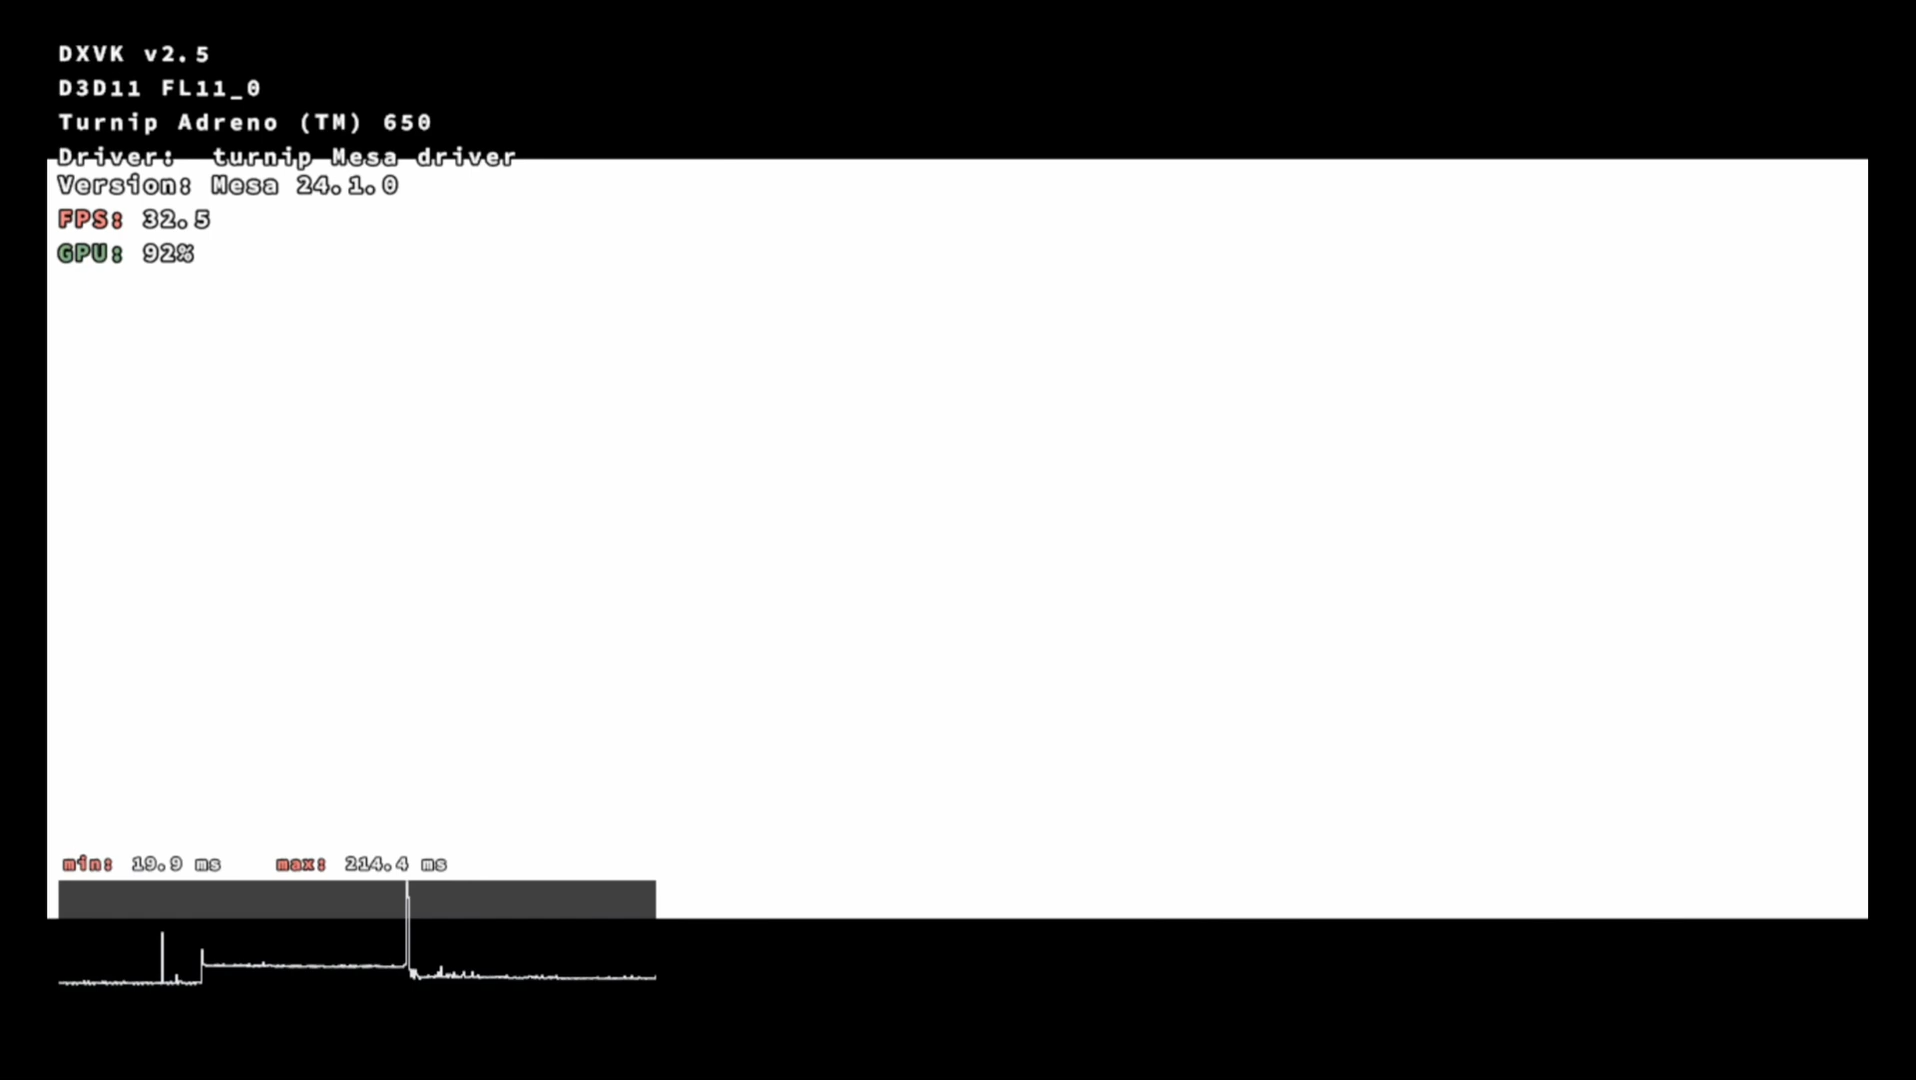 DXVK v2.5
D3D11 FL11_0
Turnip Adreno (TM) 650
Driver: turnip Mesa driver
Version: Mesa 24.1.0
FPS: 32.5
GPU: 92%
min: 19.9 ms max: 214.4 ms